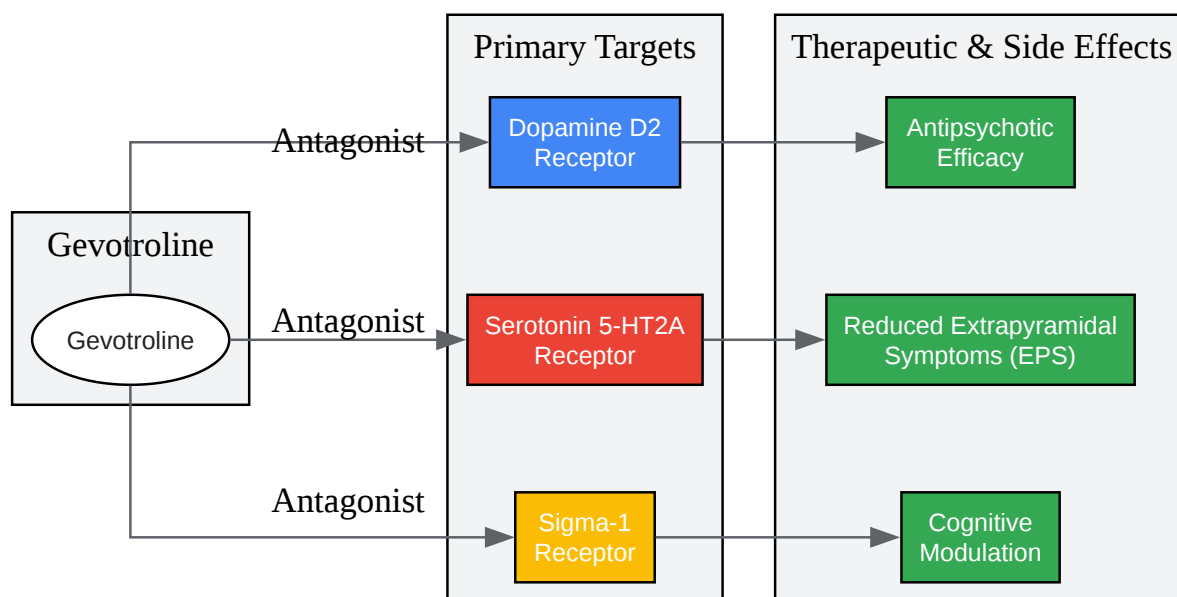 Primary Targets
Therapeutic & Side Effects
Antagonist
Dopamine D2
Receptor
Antipsychotic
Efficacy
Gevotroline
Gevotroline
Antagonist
Serotonin 5-HT2A
Receptor
Reduced Extrapyramidal
Symptoms (EPS)
Antagonist
Sigma-1
Receptor
Cognitive
Modulation